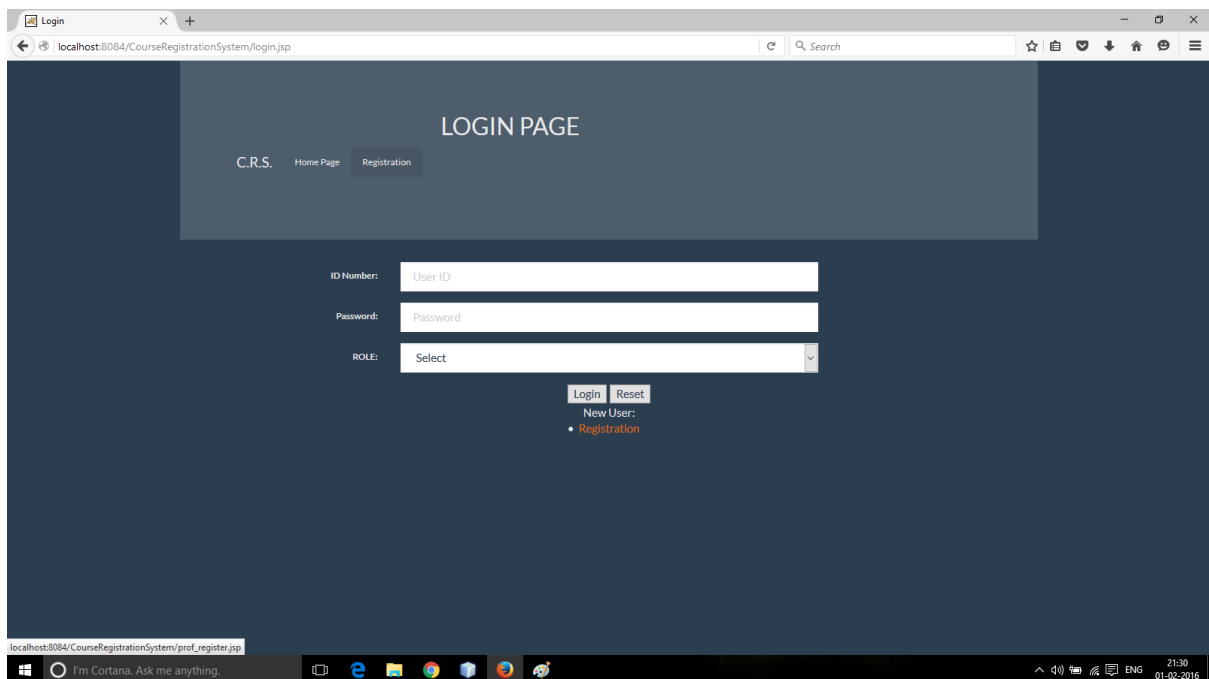 Login
localhost:8084/CourseRegistrationSystem/login.jsp
Search
LOGIN PAGE
C.R.S. Home Page Registration
ID Number: User ID
Password: Password
ROLE: Select
Login Reset
New User:
• Registration
localhost:8084/CourseRegistrationSystem/prof_register.jsp
I'm Cortana. Ask me anything.
ENG
21:30
01-02-2016